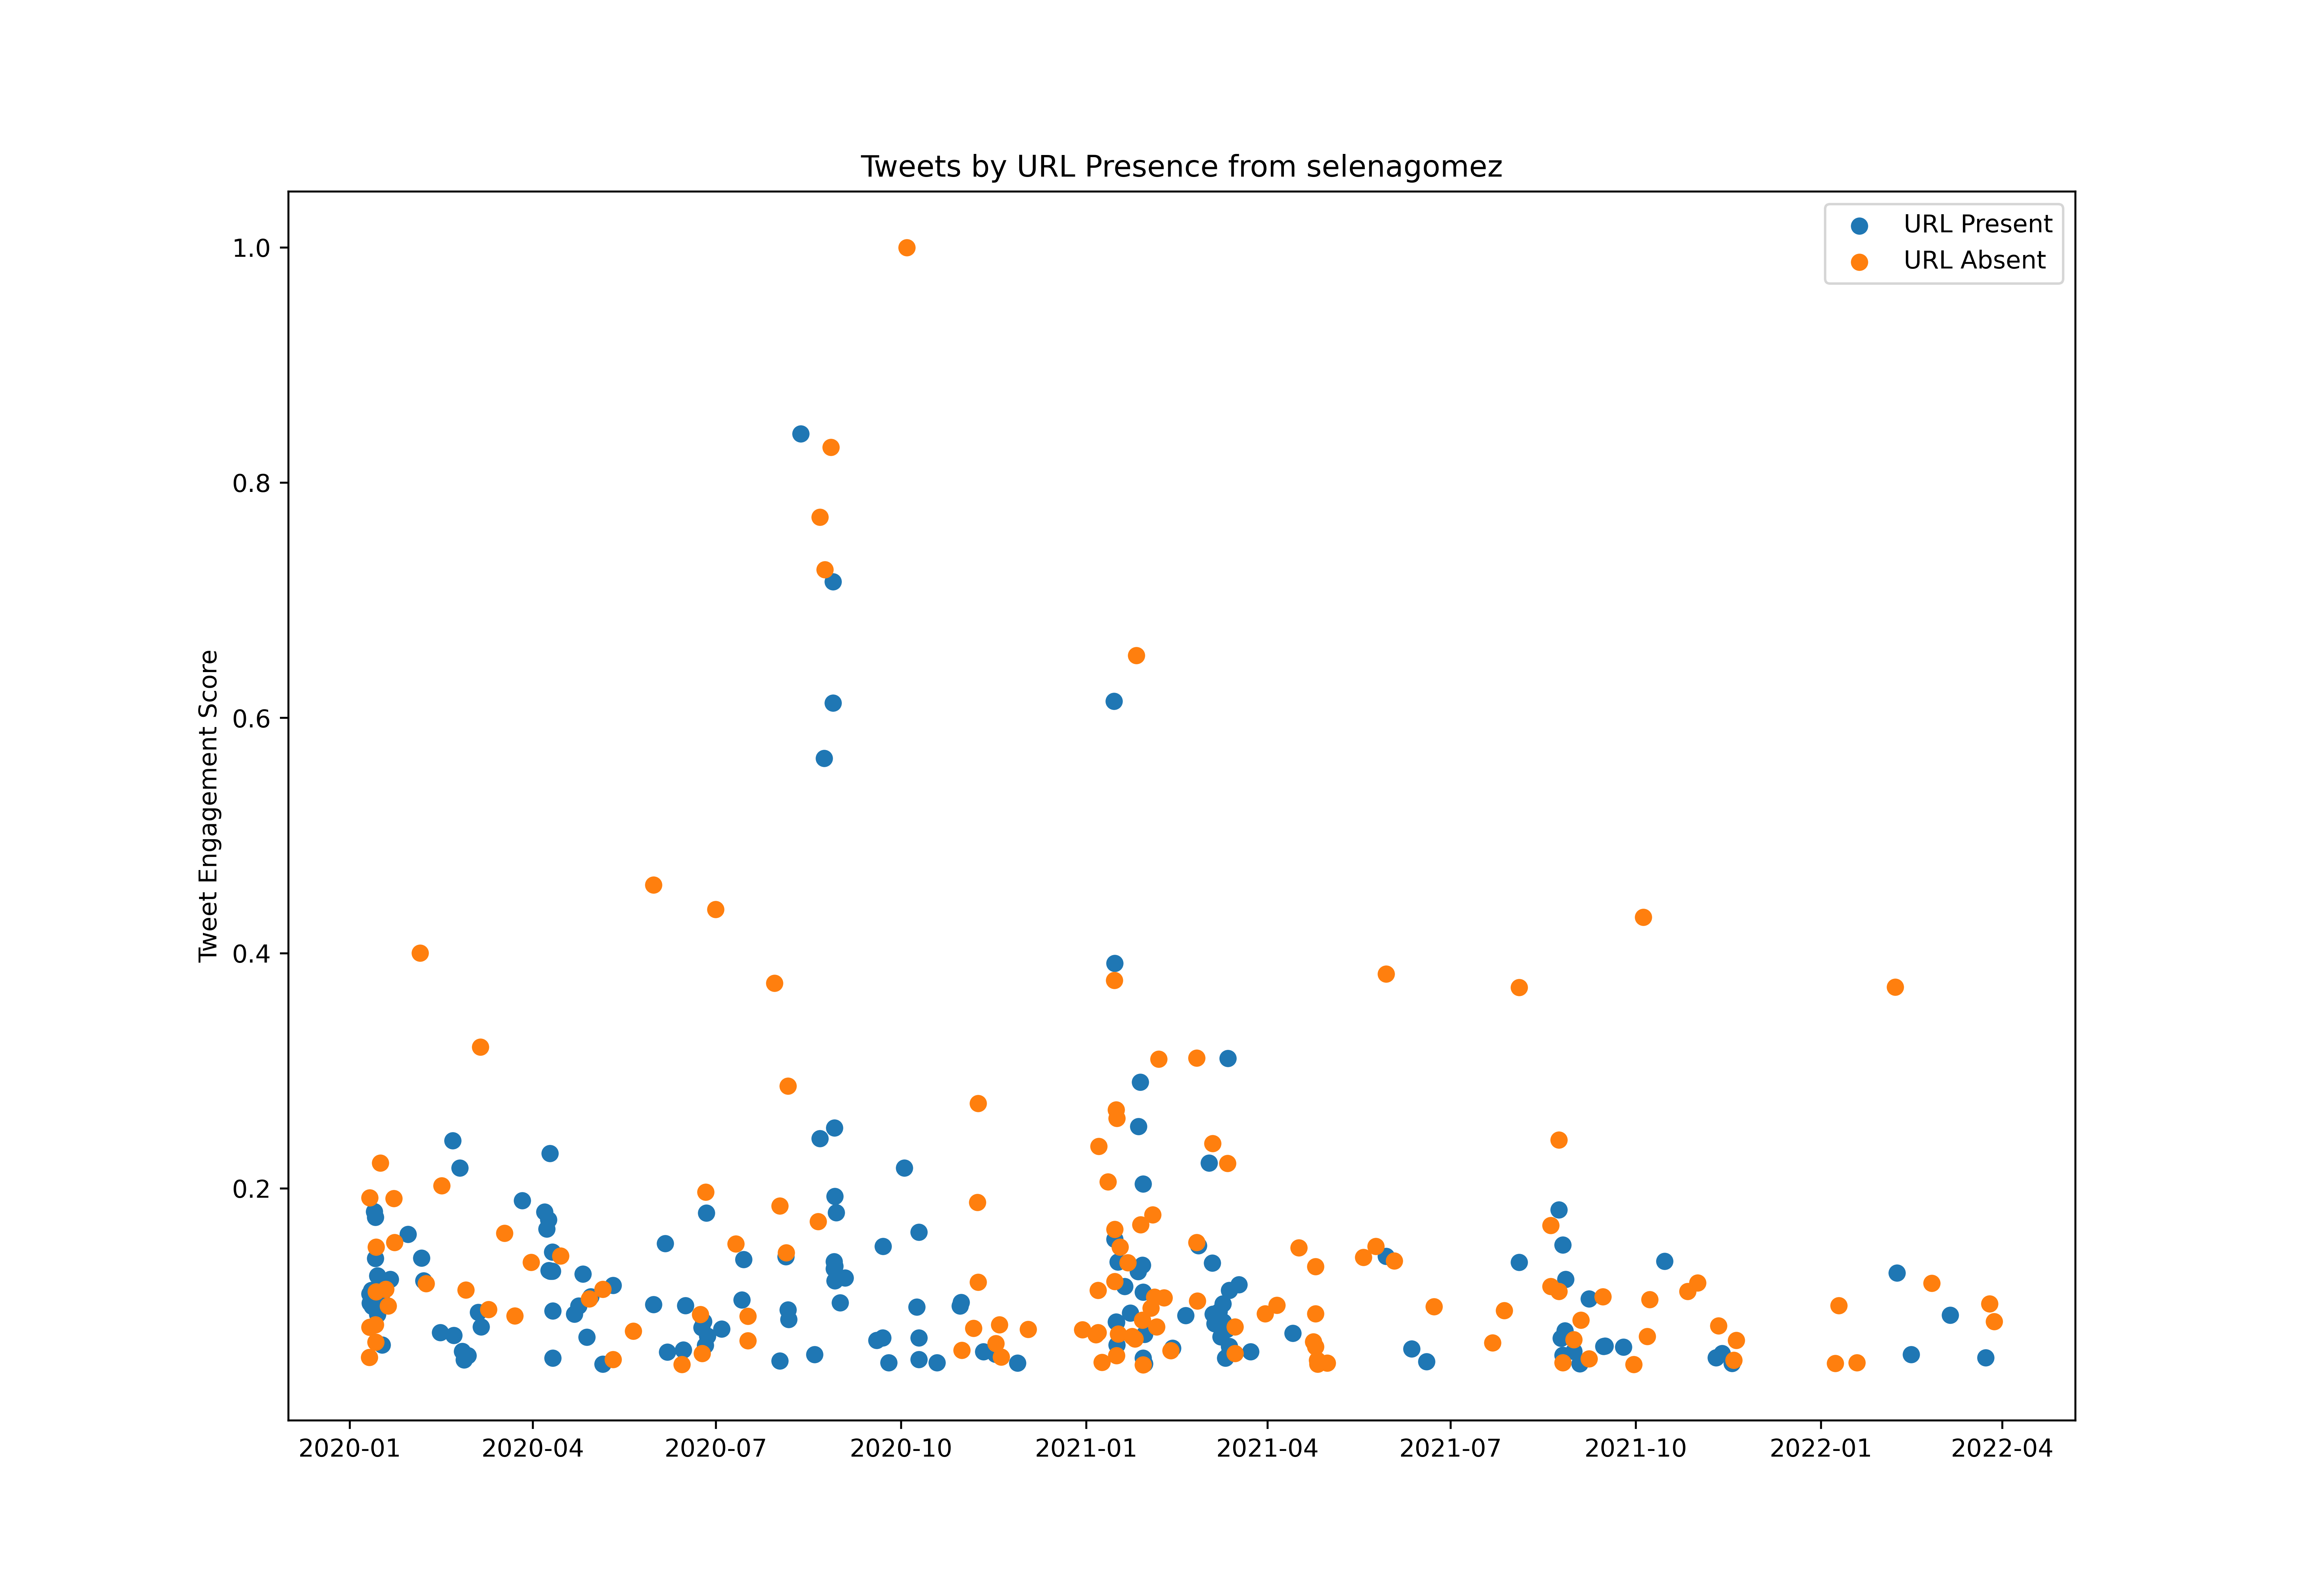 Tweets by URL Presence from selenagomez
URL Present
URL Absent
Tweet Engagement Score
1.0
0.8
0.6
0.4
0.2
2020-01 2020-04 2020-07 2020-10 2021-01 2021-04 2021-07 2021-10 2022-01 2022-04